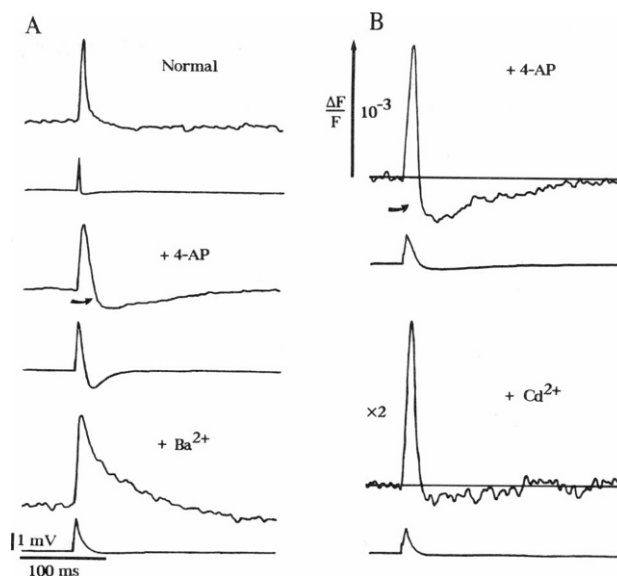 A
Normal
+ 4-AP
+ Ba²⁺
1 mV
100 ms
B
+ 4-AP
ΔF
F
10⁻³
×2
+ Cd²⁺